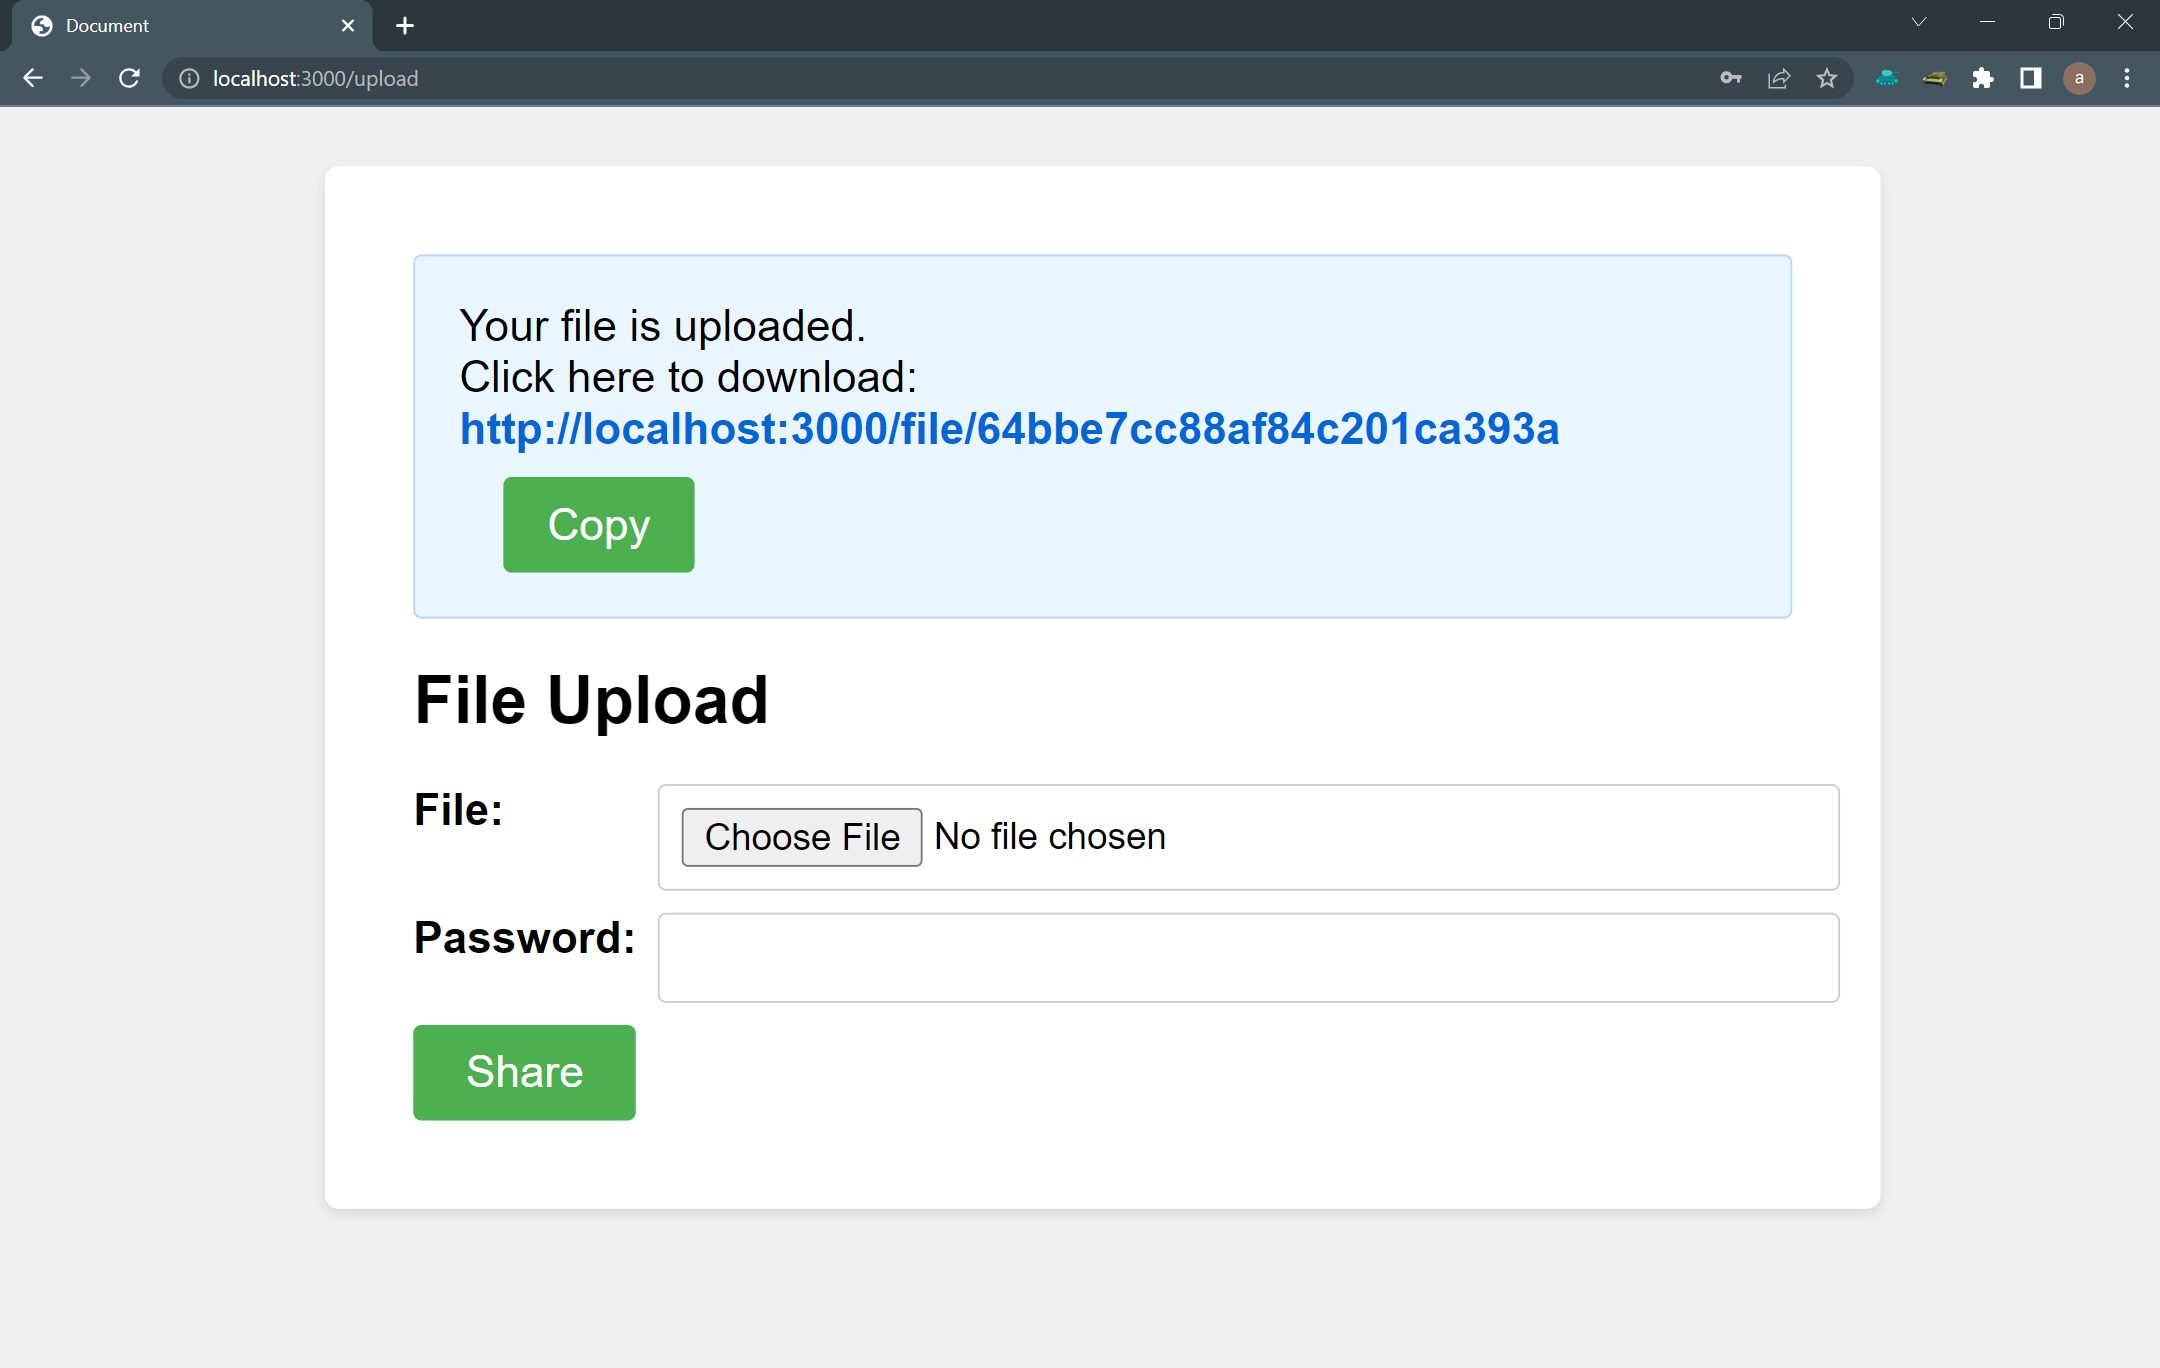 Document
localhost:3000/upload
a
Your file is uploaded.
Click here to download:
http://localhost:3000/file/64bbe7cc88af84c201ca393a
Copy
File Upload
File:
Choose File No file chosen
Password:
Share